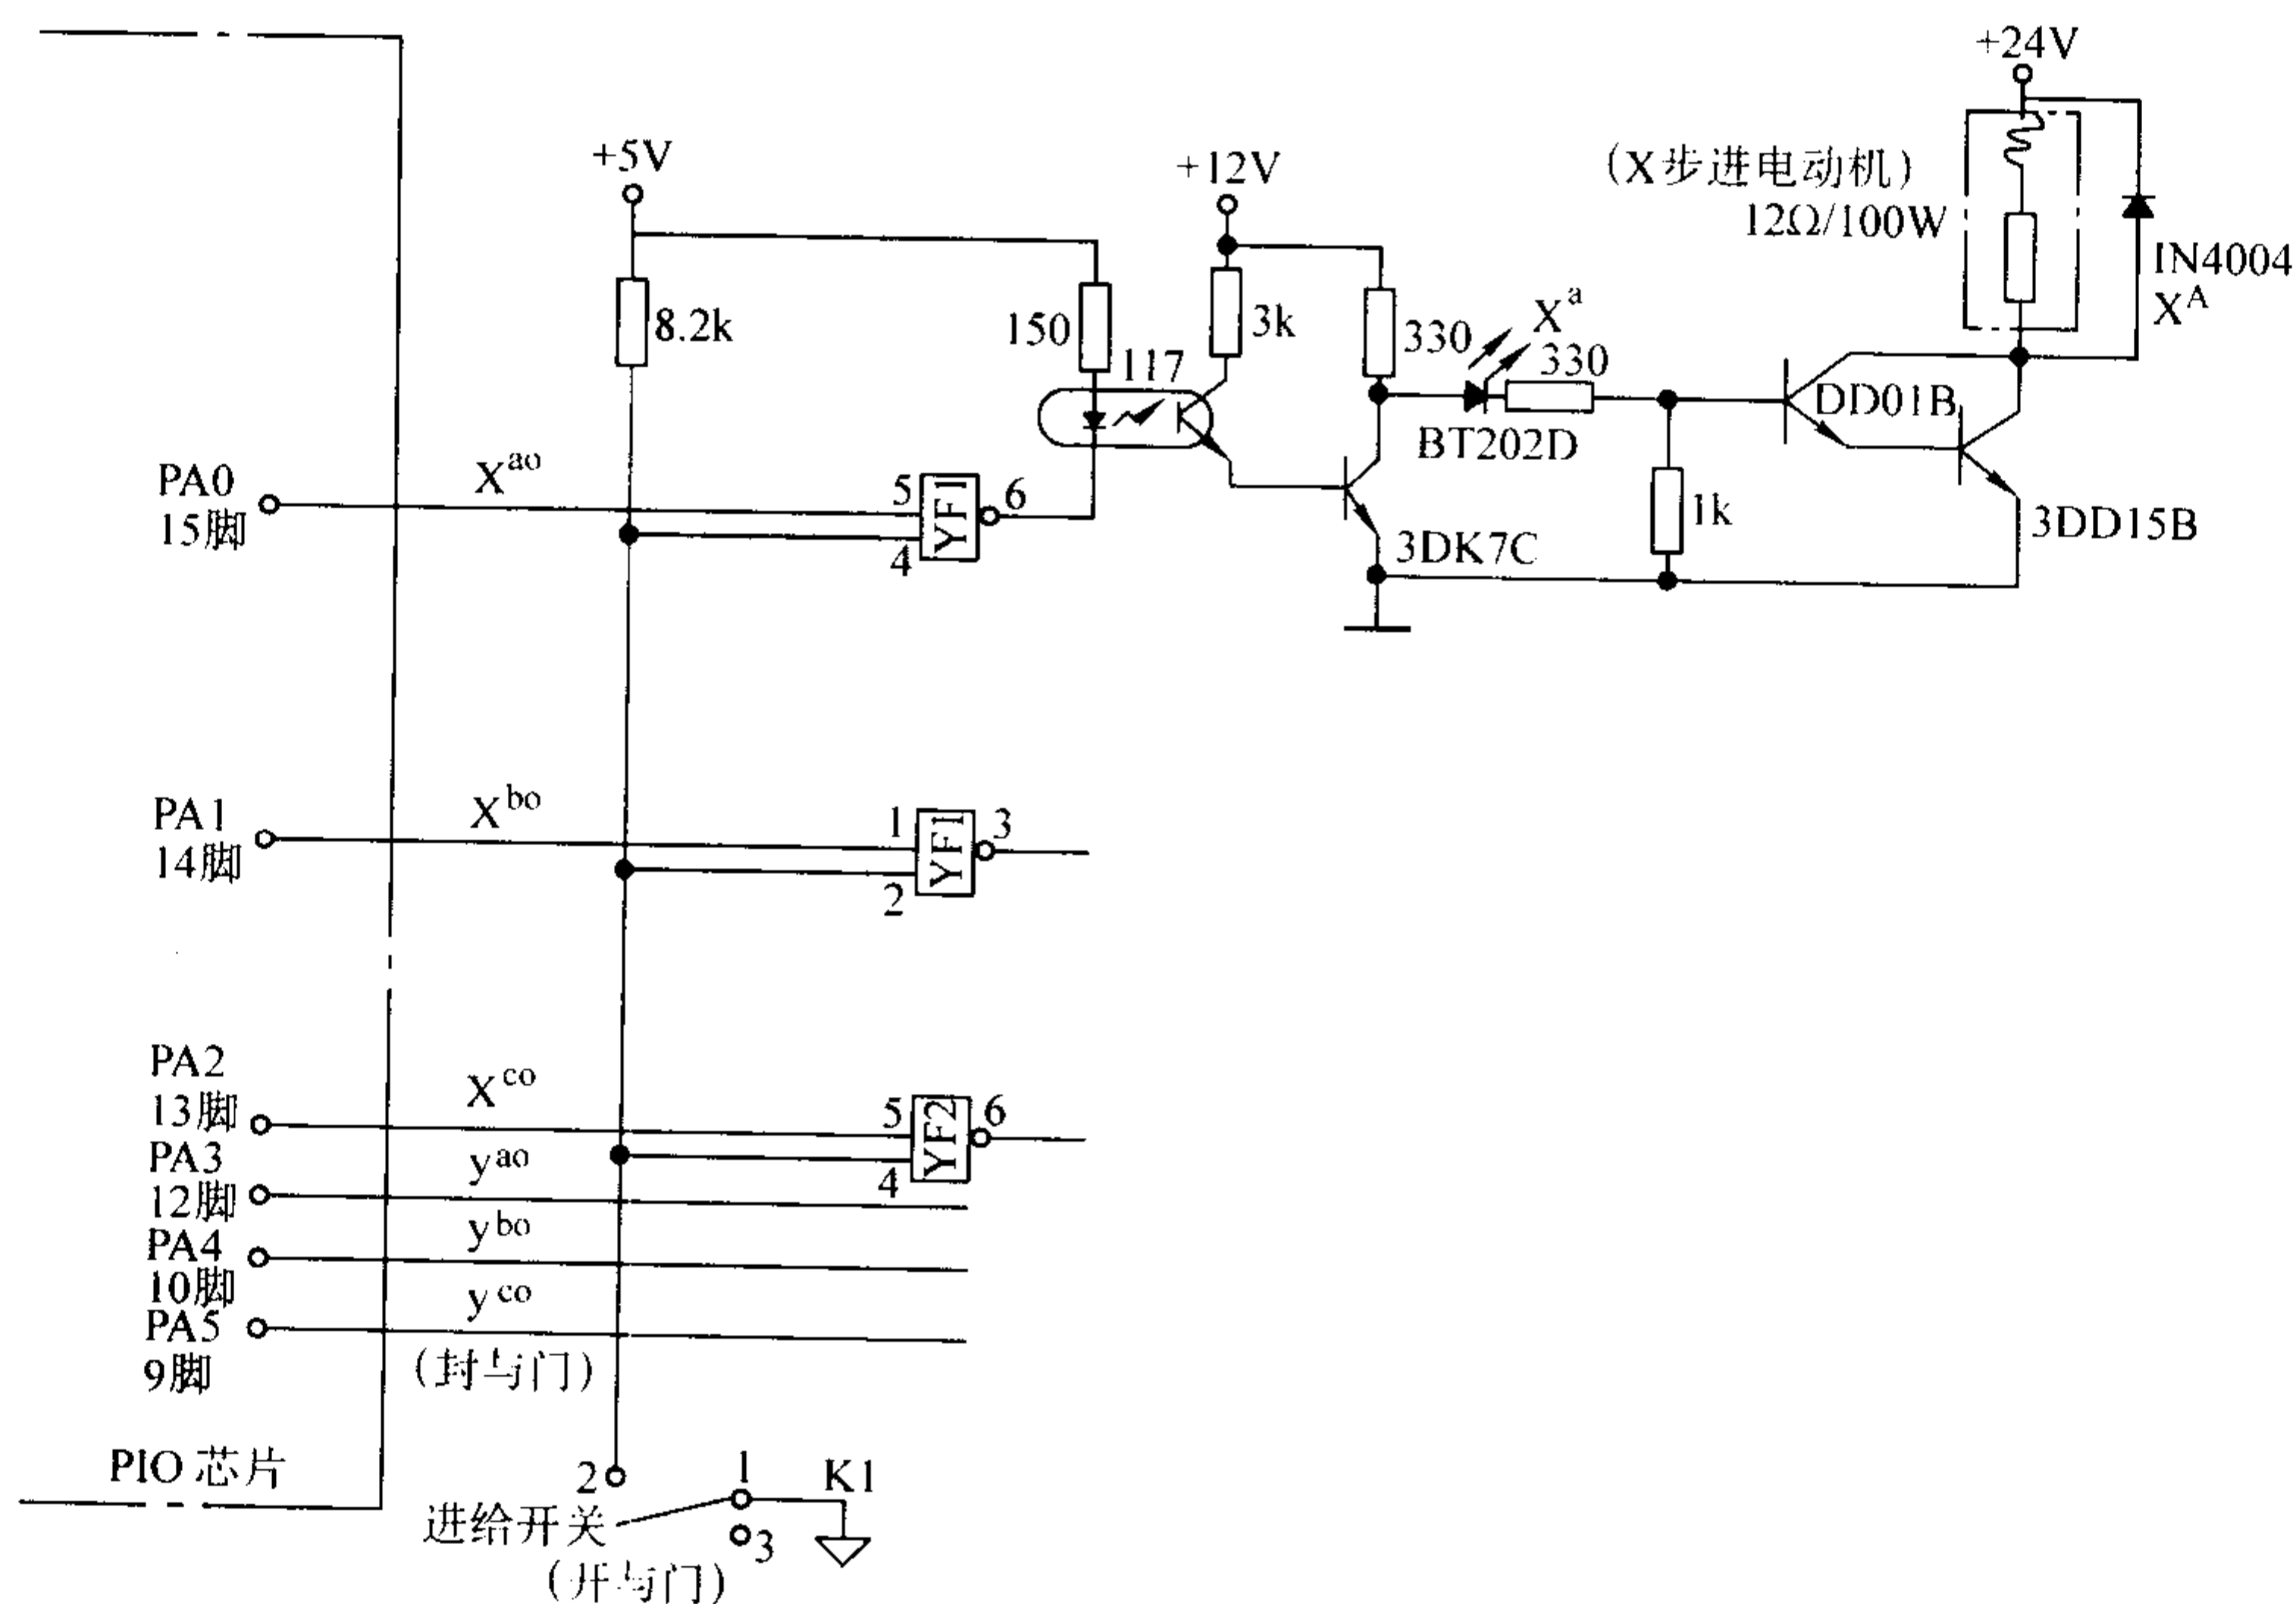 +24V
+5V
+12V
(X步进电动机)
12Ω/100W
IN4004
X^A
8.2k
150
117
3k
330
X^a
330
DD01B
BT202D
PA0
15脚
X^ao
5
4
YF1
6
3DK7C
1k
3DD15B
PA1
14脚
X^bo
1
2
YF1
3
PA2
13脚
X^co
5
4
YF2
6
PA3
12脚
y^ao
PA4
10脚
y^bo
PA5
9脚
y^co
(封与门)
PIO 芯片
2
1
K1
进给开关
3
(开与门)